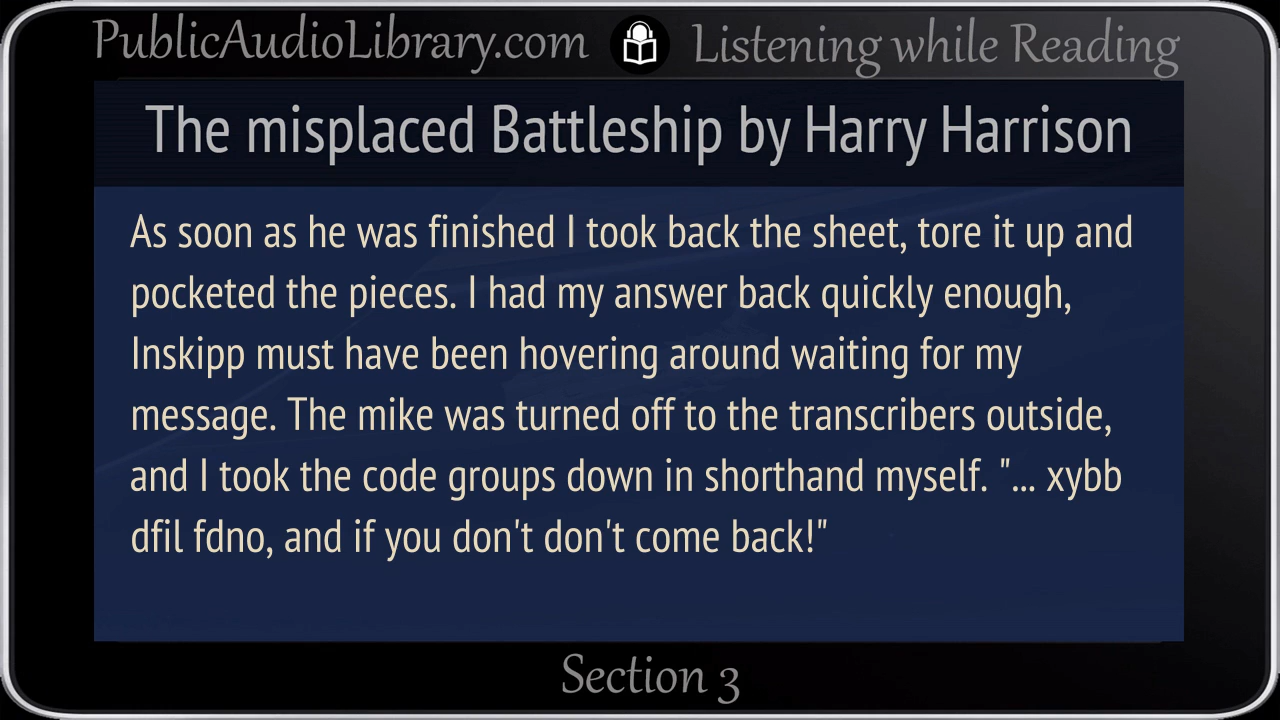 PublicAudioLibrary.com Listening while Reading
The misplaced Battleship by Harry Harrison
As soon as he was finished I took back the sheet, tore it up and
pocketed the pieces. I had my answer back quickly enough,
Inskipp must have been hovering around waiting for my
message. The mike was turned off to the transcribers outside,
and I took the code groups down in shorthand myself. "... xybb
dfil fdno, and if you don't don't come back!"
Section 3